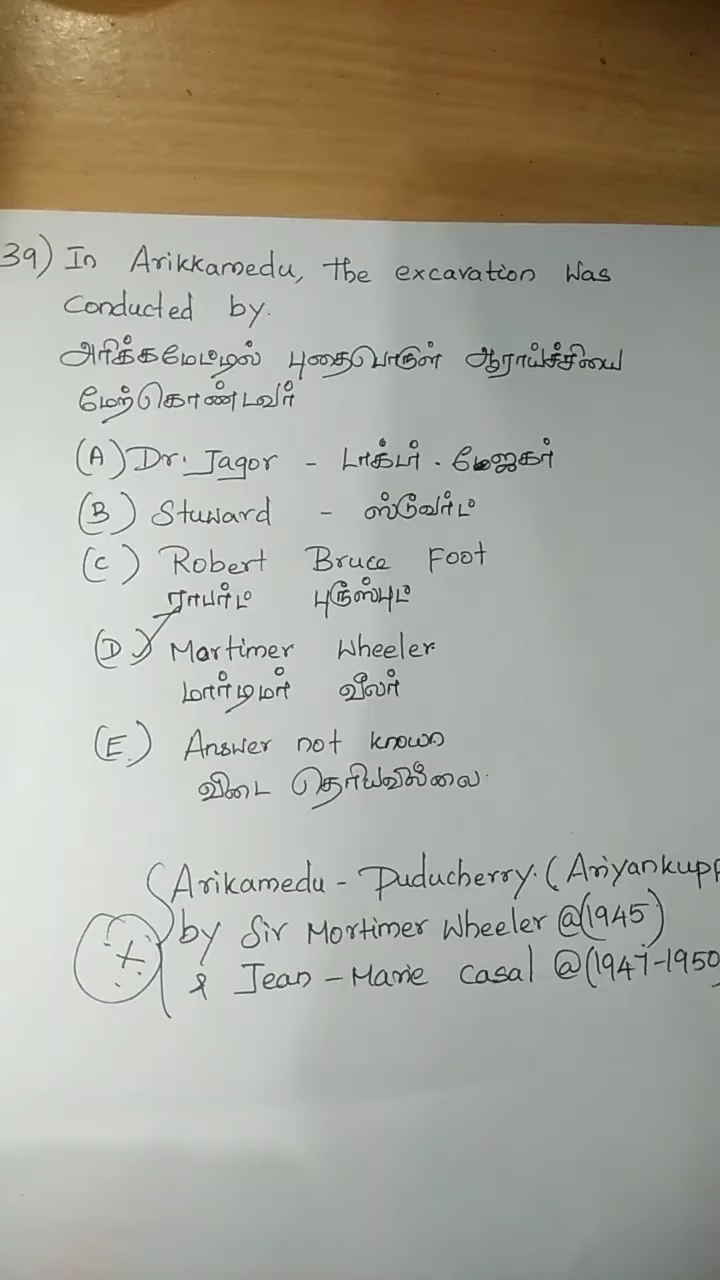 39) In Arikkamedu, the excavation was
conducted by.
அரிக்கமேட்டில் புதைபொருள் ஆராய்ச்சியை
மேற்கொண்டவர்
(A) Dr. Jagor - டாக்டர். ஜேகர்
(B) Stuward - ஸ்டுவர்ட்
(C) Robert Bruce Foot
ராபர்ட் புரூஸ்புட்
(D) Martimer Wheeler
மார்டிமர் வீலர்
(E.) Answer not known
விடை தெரியவில்லை.
Arikamedu - Puducherry. (Ariyankupp
by Sir Mortimer Wheeler @(1945)
& Jean - Marie Casal @(1947-1950